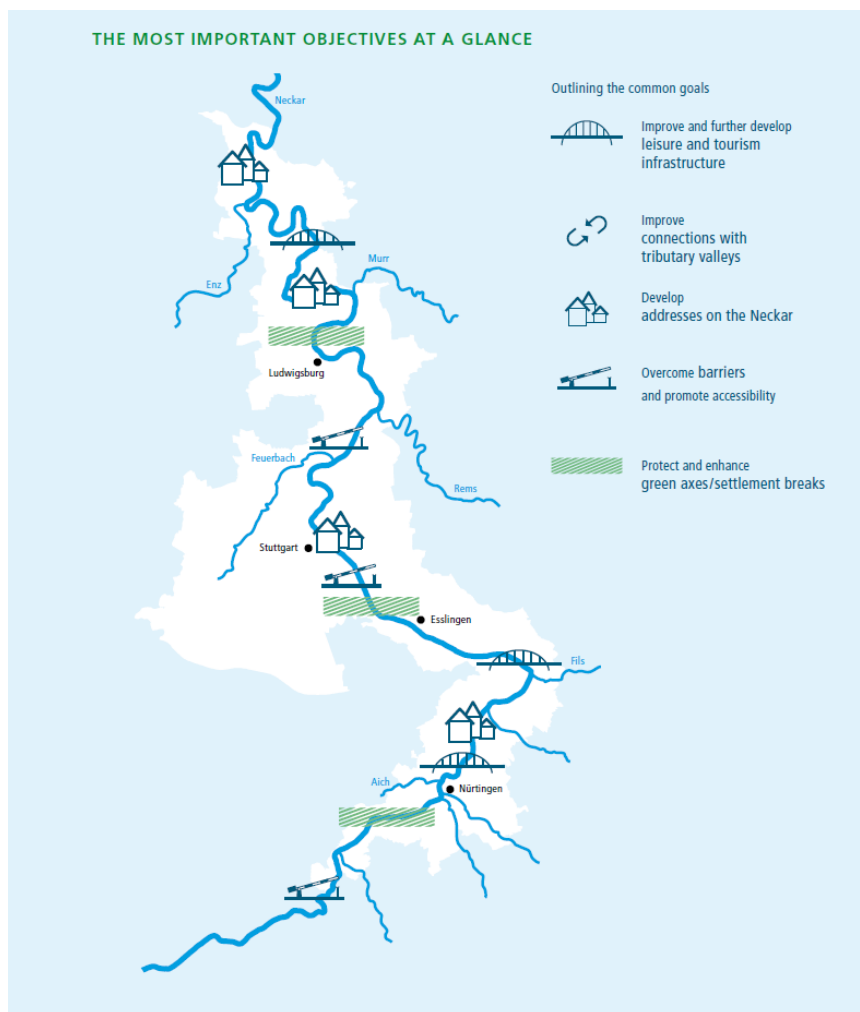 THE MOST IMPORTANT OBJECTIVES AT A GLANCE
Outlining the common goals
Improve and further develop
leisure and tourism
infrastructure
Improve
connections with
tributary valleys
Develop
addresses on the Neckar
Overcome barriers
and promote accessibility
Protect and enhance
green axes/settlement breaks
Neckar
Murr
Enz
Ludwigsburg
Feuerbach
Rems
Stuttgart
Esslingen
Fils
Aich
Nürtingen